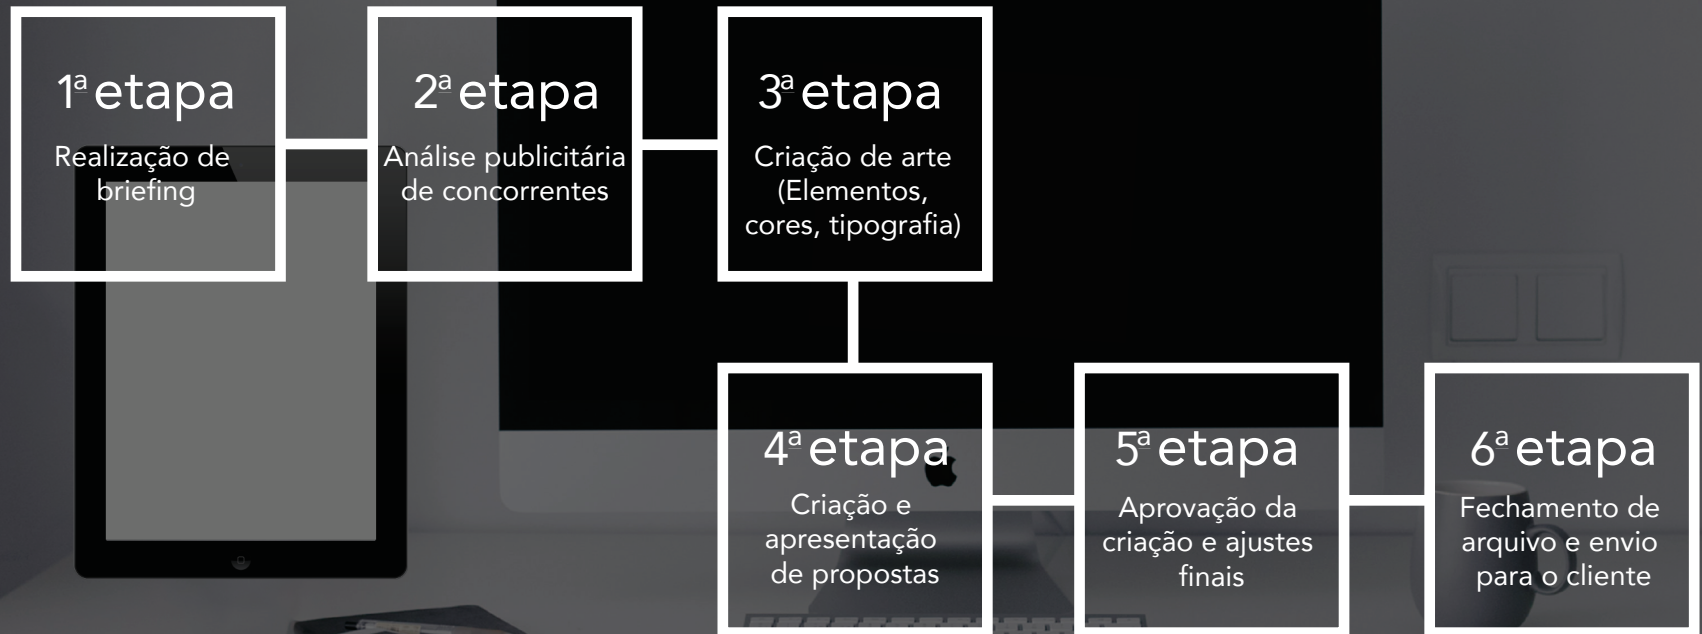 1ª etapa
Realização de
briefing
2ª etapa
Análise publicitária
de concorrentes
3ª etapa
Criação de arte
(Elementos,
cores, tipografia)
4ª etapa
Criação e
apresentação
de propostas
5ª etapa
Aprovação da
criação e ajustes
finais
6ª etapa
Fechamento de
arquivo e envio
para o cliente